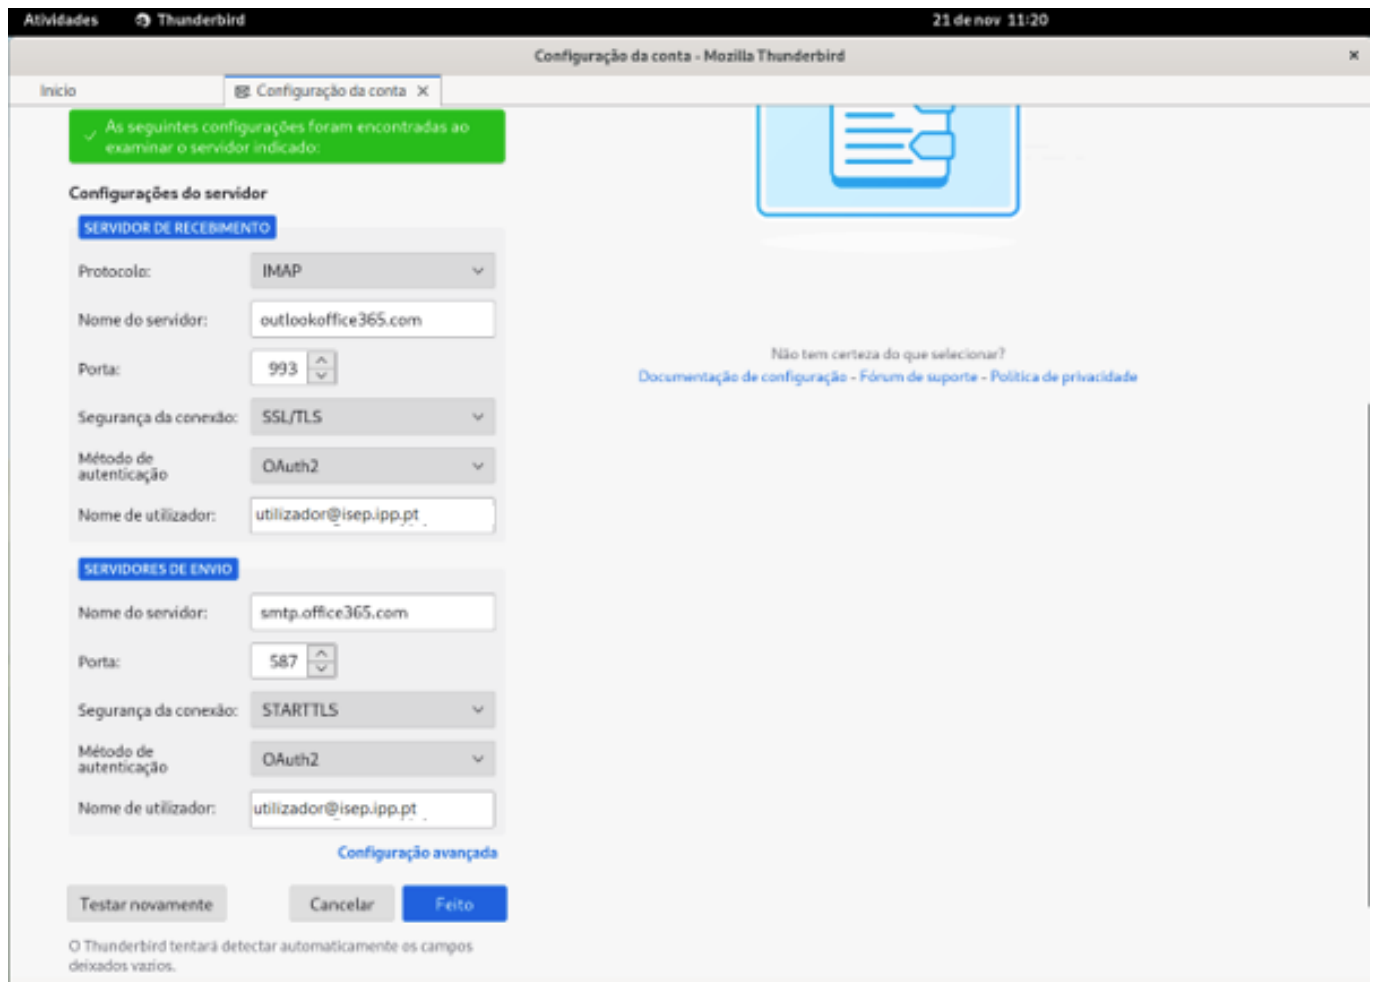 Atividades Thunderbird 21 de nov 11:20
Configuração da conta - Mozilla Thunderbird ×
Início Configuração da conta ×
As seguintes configurações foram encontradas ao
examinar o servidor indicado:
Configurações do servidor
SERVIDOR DE RECEBIMENTO
Protocolo: IMAP
Nome do servidor: outlookoffice365.com
Porta: 993
Segurança da conexão: SSL/TLS
Método de
autenticação OAuth2
Nome de utilizador: utilizador@isep.ipp.pt
SERVIDORES DE ENVIO
Nome do servidor: smtp.office365.com
Porta: 587
Segurança da conexão: STARTTLS
Método de
autenticação OAuth2
Nome de utilizador: utilizador@isep.ipp.pt
Configuração avançada
Testar novamente Cancelar Feito
O Thunderbird tentará detectar automaticamente os campos
deixados vazios.
Não tem certeza do que selecionar?
Documentação de configuração - Fórum de suporte - Política de privacidade